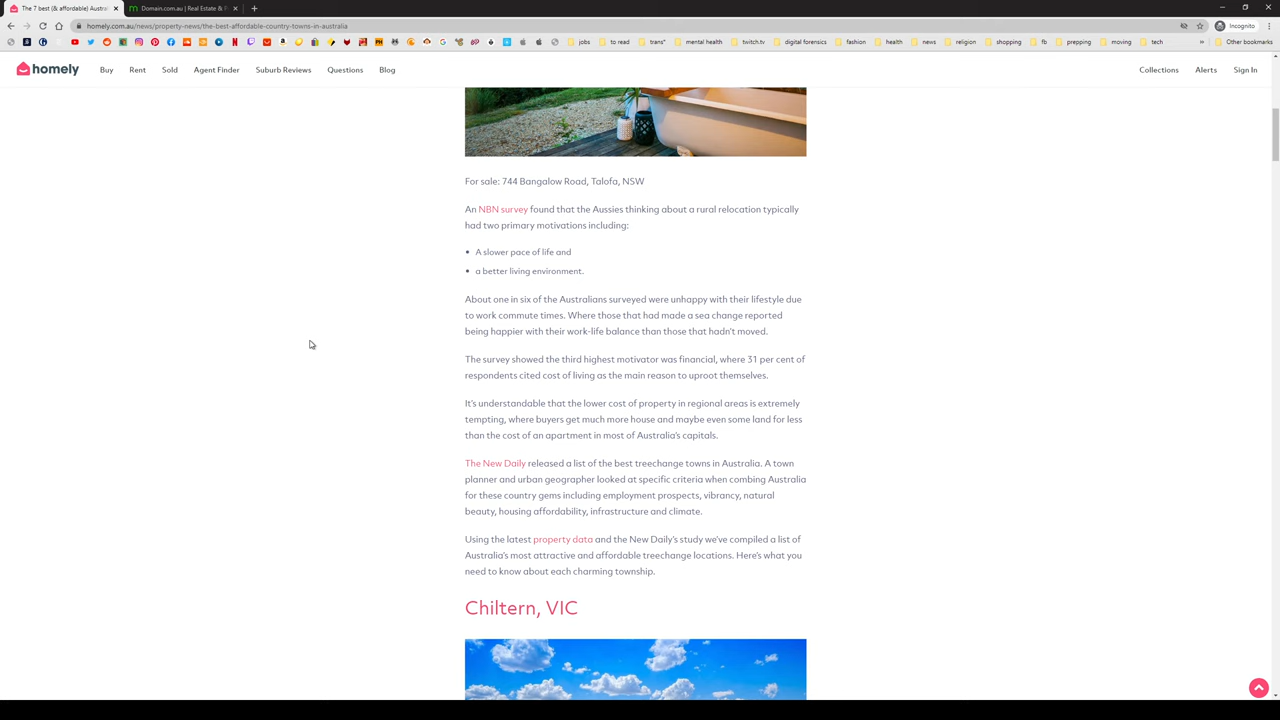 The 7 best (& affordable) Austral
Domain.com.au | Real Estate & P
homely.com.au/news/property-news/the-best-affordable-country-towns-in-australia
Incognito
jobs
to read
trans*
mental health
twitch.tv
digital forensics
fashion
health
news
religion
shopping
fb
prepping
moving
tech
Other bookmarks
homely
Buy
Rent
Sold
Agent Finder
Suburb Reviews
Questions
Blog
Collections
Alerts
Sign In
For sale: 744 Bangalow Road, Talofa, NSW
An NBN survey found that the Aussies thinking about a rural relocation typically
had two primary motivations including:
• A slower pace of life and
• a better living environment.
About one in six of the Australians surveyed were unhappy with their lifestyle due
to work commute times. Where those that had made a sea change reported
being happier with their work-life balance than those that hadn't moved.
The survey showed the third highest motivator was financial, where 31 per cent of
respondents cited cost of living as the main reason to uproot themselves.
It's understandable that the lower cost of property in regional areas is extremely
tempting, where buyers get much more house and maybe even some land for less
than the cost of an apartment in most of Australia's capitals.
The New Daily released a list of the best treechange towns in Australia. A town
planner and urban geographer looked at specific criteria when combing Australia
for these country gems including employment prospects, vibrancy, natural
beauty, housing affordability, infrastructure and climate.
Using the latest property data and the New Daily's study we've compiled a list of
Australia's most attractive and affordable treechange locations. Here's what you
need to know about each charming township.
Chiltern, VIC